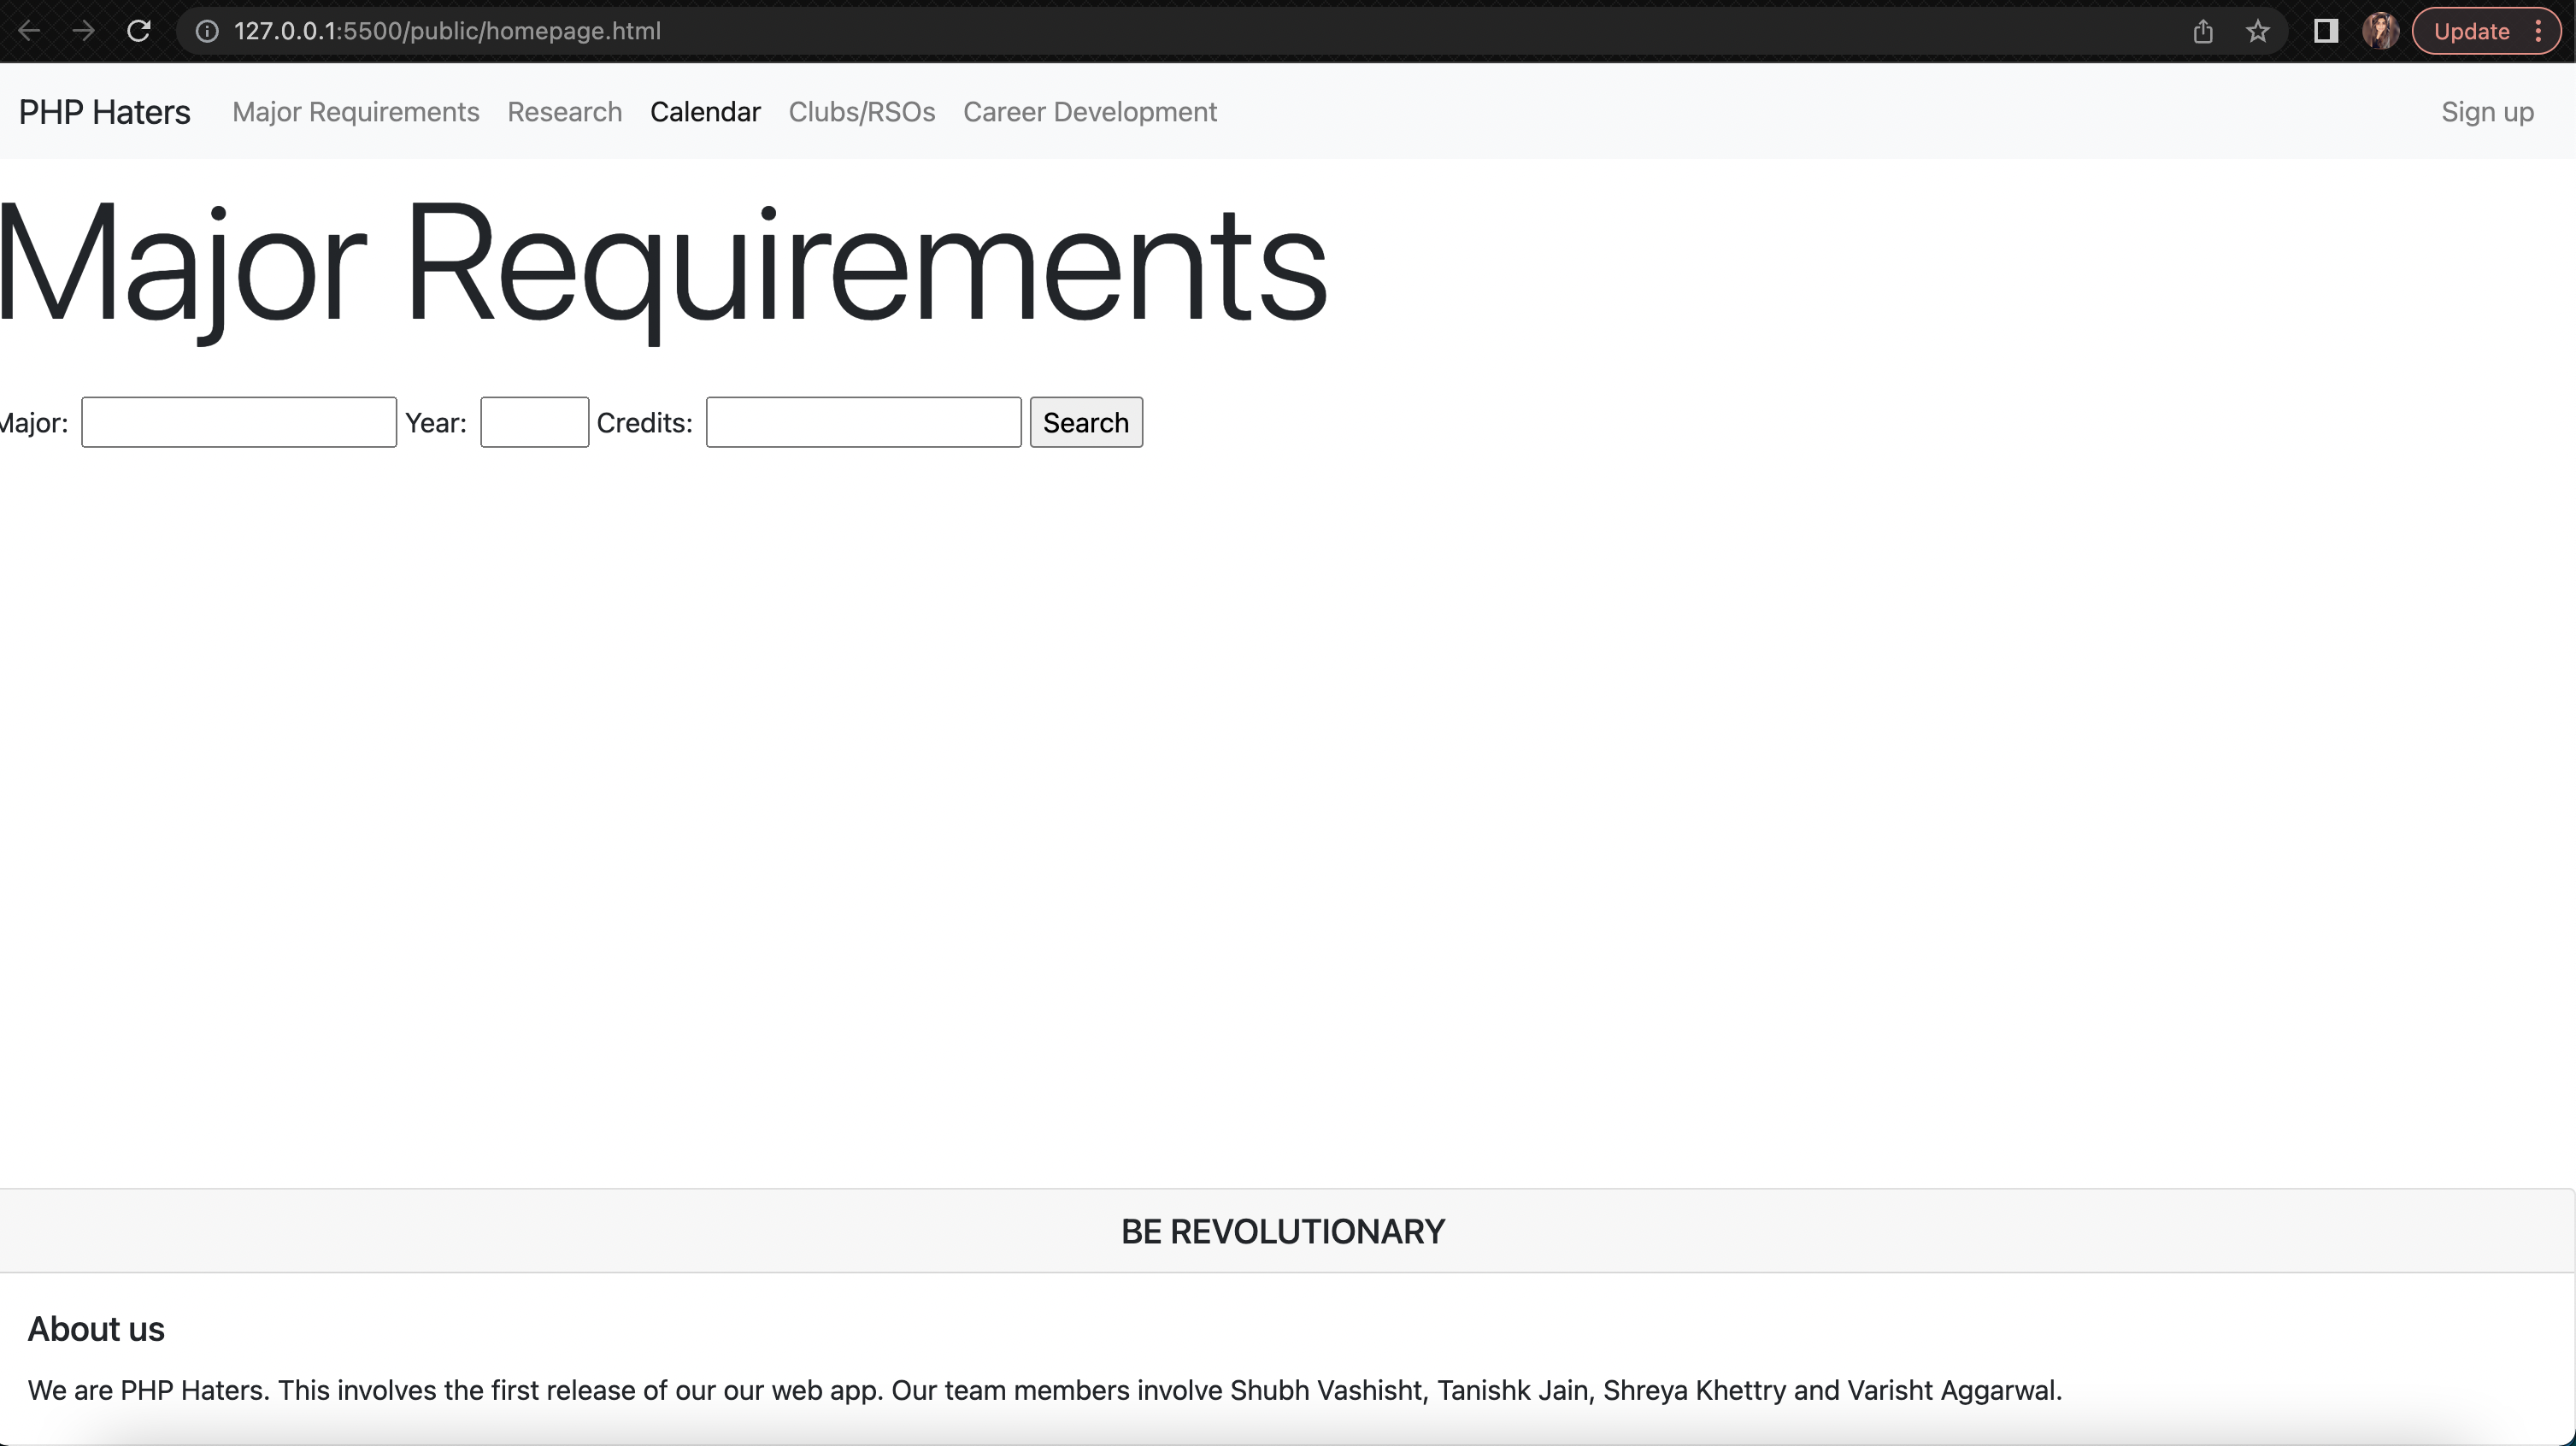 127.0.0.1:5500/public/homepage.html Update
PHP Haters Major Requirements Research Calendar Clubs/RSOs Career Development Sign up
Major Requirements
Major: Year: Credits: Search
BE REVOLUTIONARY
About us
We are PHP Haters. This involves the first release of our our web app. Our team members involve Shubh Vashisht, Tanishk Jain, Shreya Khettry and Varisht Aggarwal.